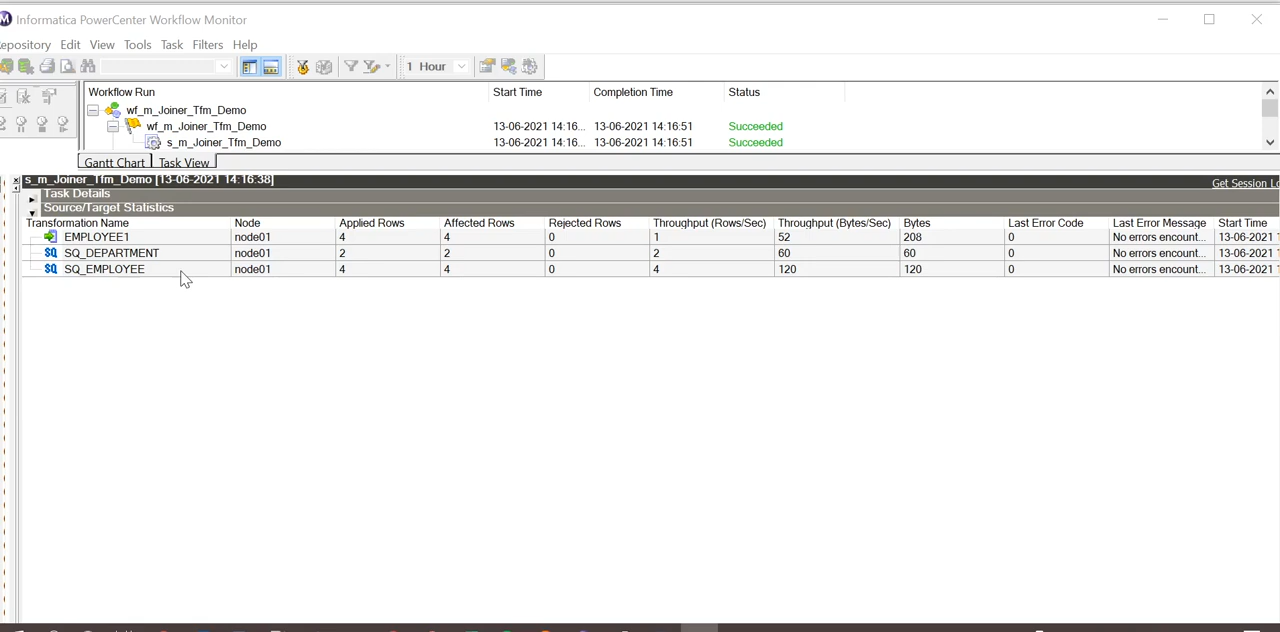 Informatica PowerCenter Workflow Monitor
epository Edit View Tools Task Filters Help
1 Hour
Workflow Run Start Time Completion Time Status
wf_m_Joiner_Tfm_Demo
wf_m_Joiner_Tfm_Demo 13-06-2021 14:16... 13-06-2021 14:16:51 Succeeded
s_m_Joiner_Tfm_Demo 13-06-2021 14:16... 13-06-2021 14:16:51 Succeeded
Gantt Chart Task View
s_m_Joiner_Tfm_Demo [13-06-2021 14:16:38] Get Session Lo
Task Details
Source/Target Statistics
Transformation Name Node Applied Rows Affected Rows Rejected Rows Throughput (Rows/Sec) Throughput (Bytes/Sec) Bytes Last Error Code Last Error Message Start Time
EMPLOYEE1 node01 4 4 0 1 52 208 0 No errors encount... 13-06-2021 1
SQ SQ_DEPARTMENT node01 2 2 0 2 60 60 0 No errors encount... 13-06-2021 1
SQ SQ_EMPLOYEE node01 4 4 0 4 120 120 0 No errors encount... 13-06-2021 1